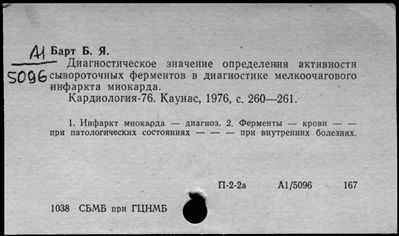 А1 Барт Б. Я.
5096
Диагностическое значение определения активности
сывороточных ферментов в диагностике мелкоочагового
инфаркта миокарда.
Кардиология-76. Каунас, 1976, с. 260—261.
1. Инфаркт миокарда — диагноз. 2. Ферменты — крови — —
при патологических состояниях — — — при внутренних болезнях.
П-2-2а А1/5096 167
1038 СБМБ при ГЦНМБ